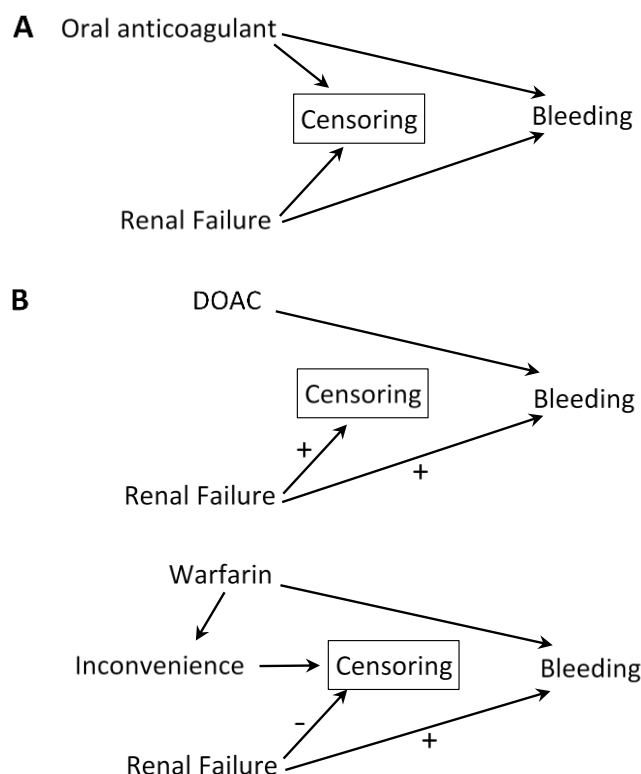 A Oral anticoagulant
Censoring
Bleeding
Renal Failure
B DOAC
Censoring
Bleeding
+
+
Renal Failure
Warfarin
Inconvenience
Censoring
Bleeding
-
+
Renal Failure